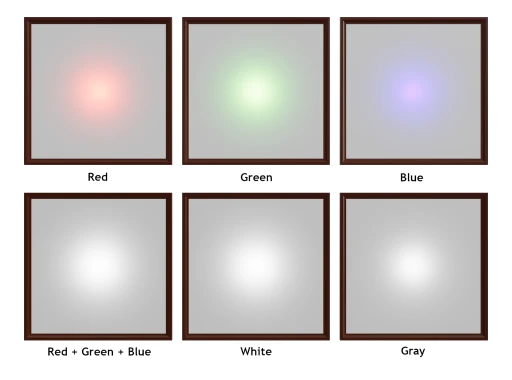 Red
Green
Blue
Red + Green + Blue
White
Gray